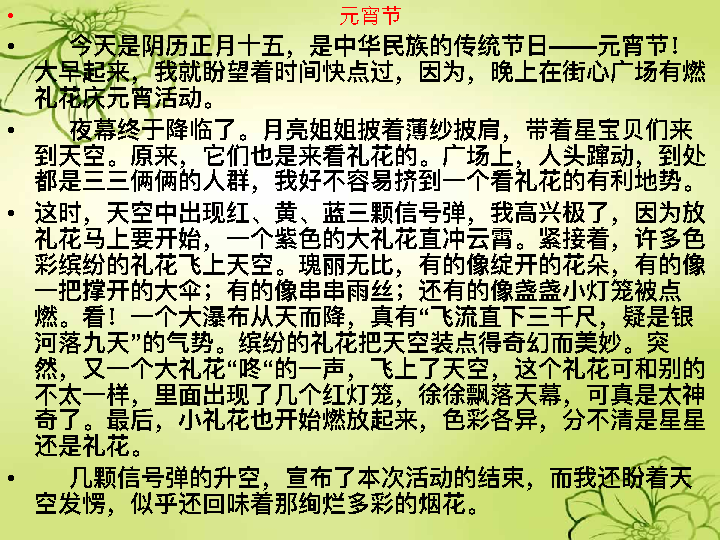 • 元宵节
• 今天是阴历正月十五，是中华民族的传统节日——元宵节！
大早起来，我就盼望着时间快点过，因为，晚上在街心广场有燃
礼花庆元宵活动。
• 夜幕终于降临了。月亮姐姐披着薄纱披肩，带着星宝贝们来
到天空。原来，它们也是来看礼花的。广场上，人头蹿动，到处
都是三三俩俩的人群，我好不容易挤到一个看礼花的有利地势。
• 这时，天空中出现红、黄、蓝三颗信号弹，我高兴极了，因为放
礼花马上要开始，一个紫色的大礼花直冲云霄。紧接着，许多色
彩缤纷的礼花飞上天空。瑰丽无比，有的像绽开的花朵，有的像
一把撑开的大伞；有的像串串雨丝；还有的像盏盏小灯笼被点
燃。看！一个大瀑布从天而降，真有“飞流直下三千尺，疑是银
河落九天”的气势。缤纷的礼花把天空装点得奇幻而美妙。突
然，又一个大礼花“咚“的一声，飞上了天空，这个礼花可和别的
不太一样，里面出现了几个红灯笼，徐徐飘落天幕，可真是太神
奇了。最后，小礼花也开始燃放起来，色彩各异，分不清是星星
还是礼花。
• 几颗信号弹的升空，宣布了本次活动的结束，而我还盼着天
空发愣，似乎还回味着那绚烂多彩的烟花。